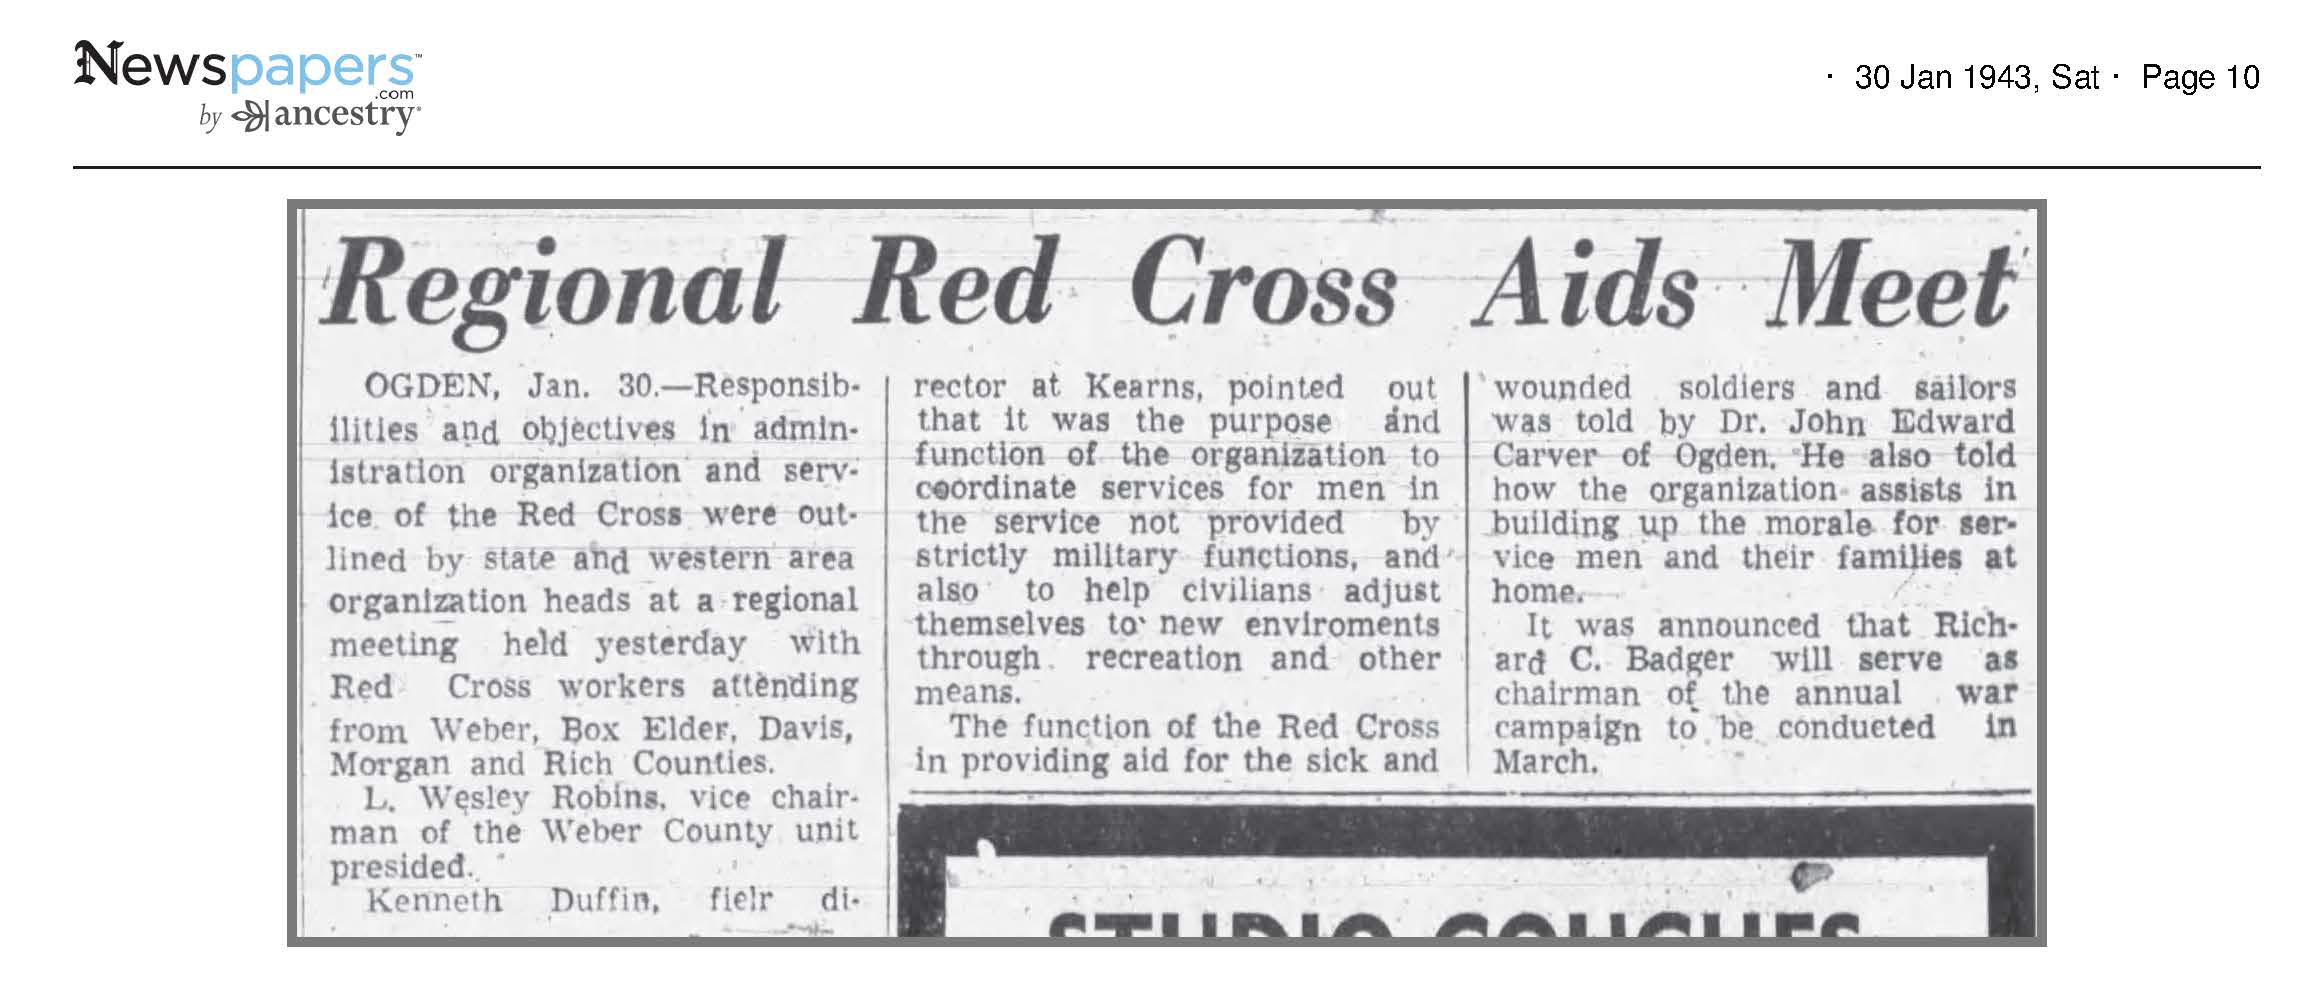 Newspapers™
.com
by ancestry®
· 30 Jan 1943, Sat · Page 10
Regional Red Cross Aids Meet
OGDEN, Jan. 30.—Responsib-
ilities and objectives in admin-
istration organization and serv-
ice of the Red Cross were out-
lined by state and western area
organization heads at a regional
meeting held yesterday with
Red Cross workers attending
from Weber, Box Elder, Davis,
Morgan and Rich Counties.
L. Wesley Robins, vice chair-
man of the Weber County unit
presided.
Kenneth Duffin, fielr di-
rector at Kearns, pointed out
that it was the purpose and
function of the organization to
coordinate services for men in
the service not provided by
strictly military functions, and
also to help civilians adjust
themselves to new enviroments
through recreation and other
means.
The function of the Red Cross
in providing aid for the sick and
wounded soldiers and sailors
was told by Dr. John Edward
Carver of Ogden. He also told
how the organization assists in
building up the morale for ser-
vice men and their families at
home.
It was announced that Rich-
ard C. Badger will serve as
chairman of the annual war
campaign to be conducted in
March.
STUDIO COUCHES